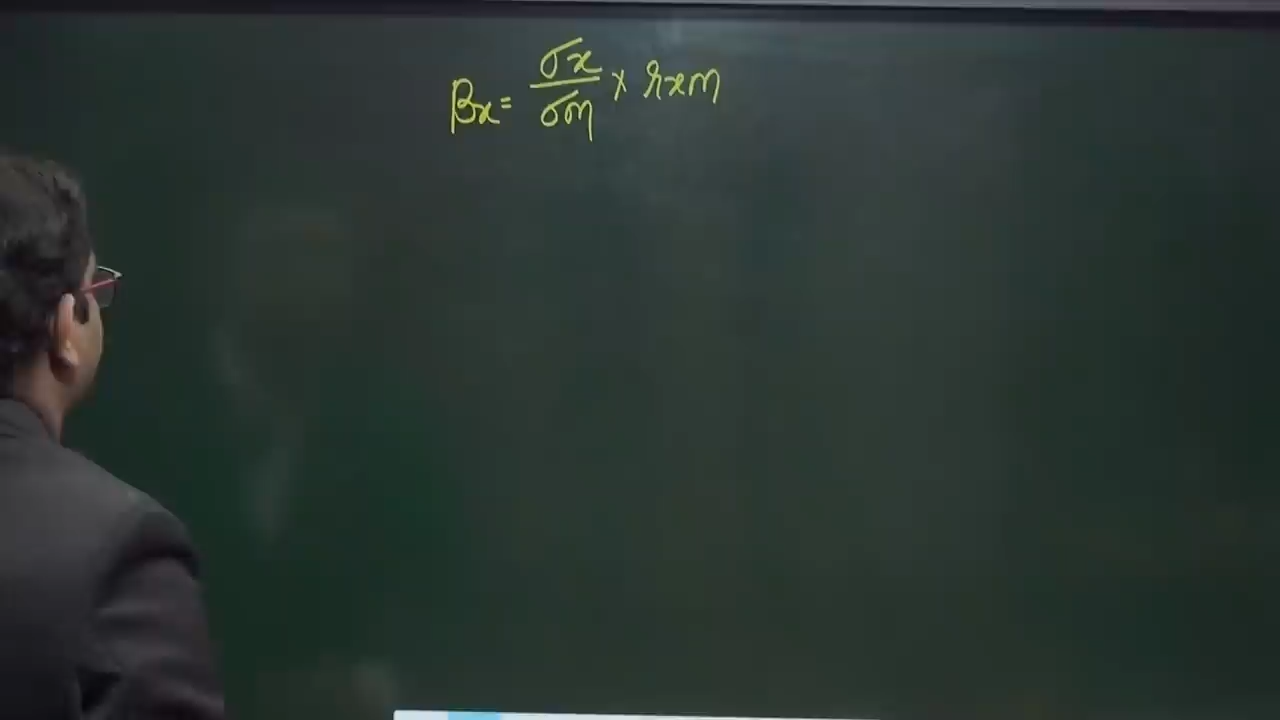 βx = σx/σm × rxm